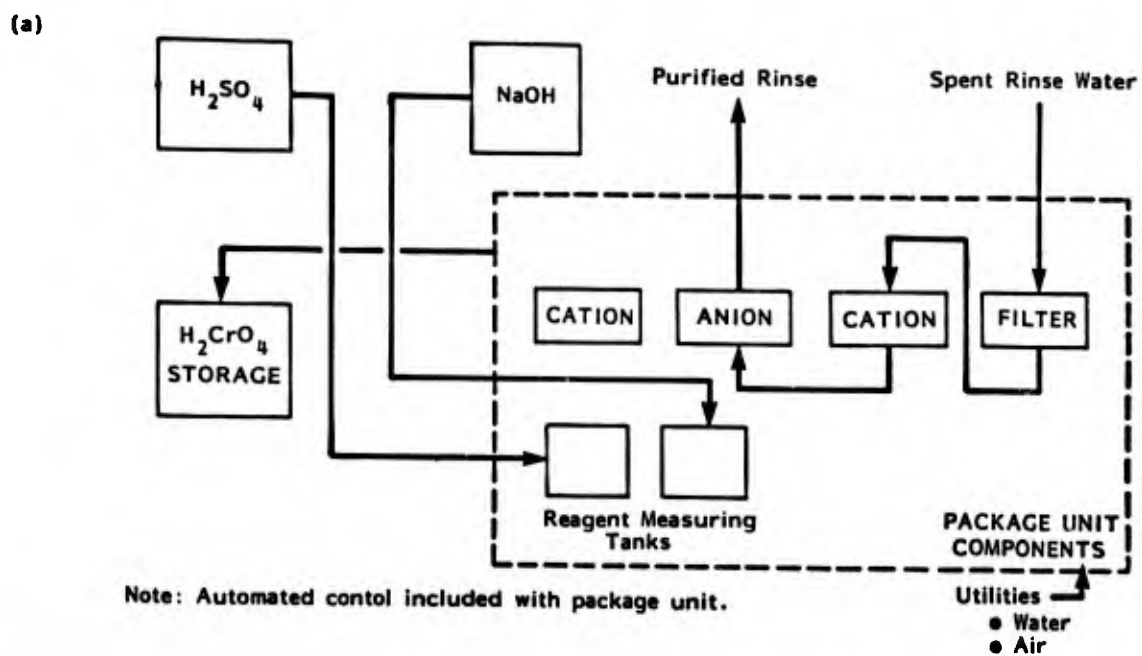 (a)
H2SO4
NaOH
Purified Rinse
Spent Rinse Water
H2CrO4
STORAGE
CATION
ANION
CATION
FILTER
Reagent Measuring
Tanks
PACKAGE UNIT
COMPONENTS
Note: Automated contol included with package unit.
Utilities
● Water
● Air